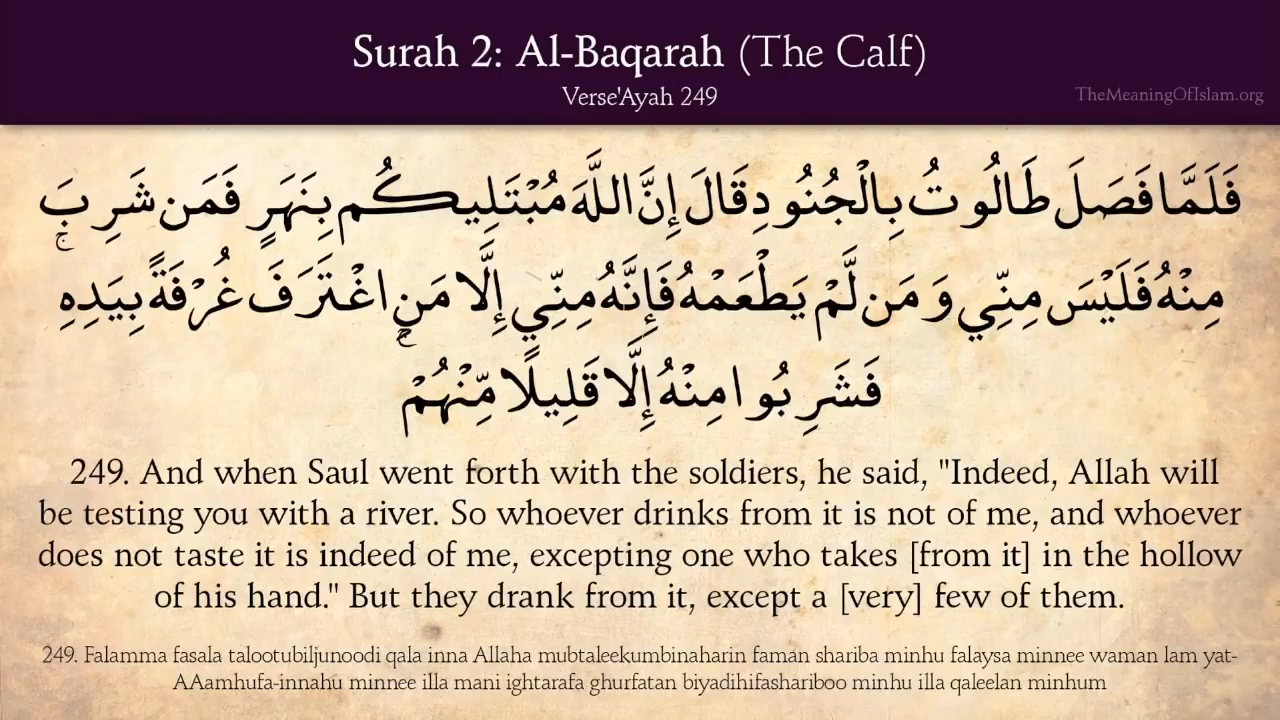 Surah 2: Al-Baqarah (The Calf)
Verse'Ayah 249
TheMeaningOfIslam.org
فَلَمَّا فَصَلَ طَالُوتُ بِالْجُنُودِ قَالَ إِنَّ اللَّهَ مُبْتَلِيكُم بِنَهَرٍ فَمَن شَرِبَ
مِنْهُ فَلَيْسَ مِنِّي وَمَن لَّمْ يَطْعَمْهُ فَإِنَّهُ مِنِّي إِلَّا مَنِ اغْتَرَفَ غُرْفَةً بِيَدِهِ ۚ
فَشَرِبُوا مِنْهُ إِلَّا قَلِيلًا مِّنْهُمْ ۚ
249. And when Saul went forth with the soldiers, he said, "Indeed, Allah will
be testing you with a river. So whoever drinks from it is not of me, and whoever
does not taste it is indeed of me, excepting one who takes [from it] in the hollow
of his hand." But they drank from it, except a [very] few of them.
249. Falamma fasala talootubiljunoodi qala inna Allaha mubtaleekumbinaharin faman shariba minhu falaysa minnee waman lam yat-
AAamhufa-innahu minnee illa mani ightarafa ghurfatan biyadihifashariboo minhu illa qaleelan minhum